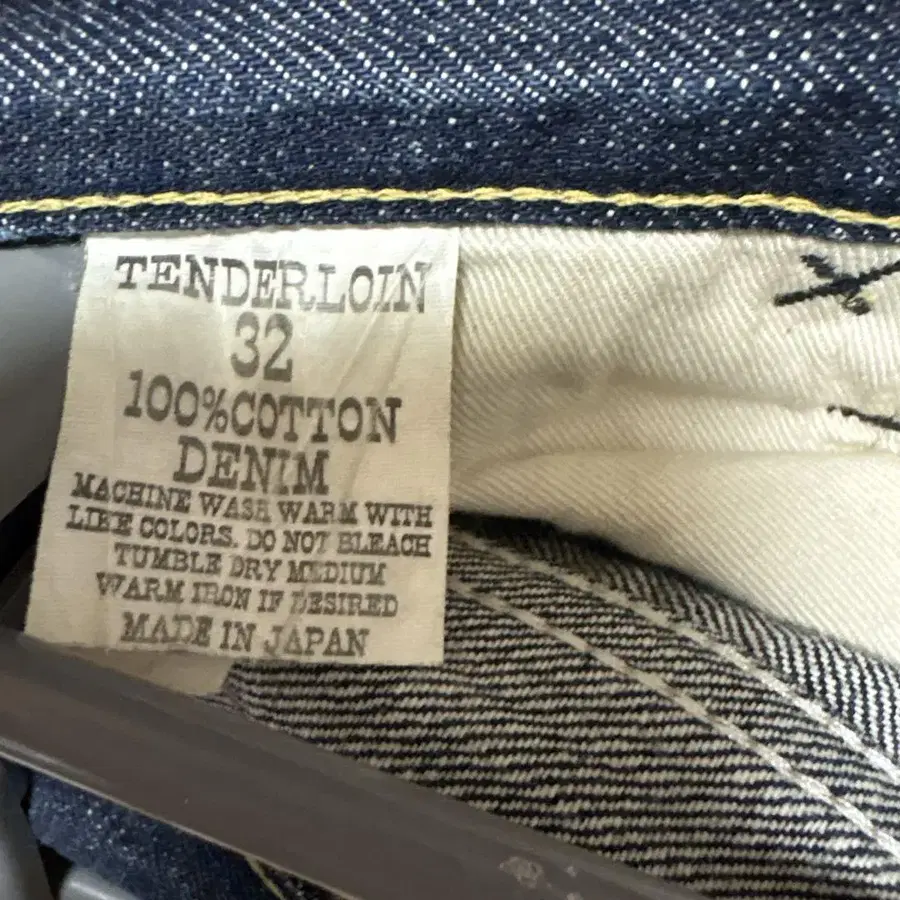 TENDERLOIN
32
100%COTTON
DENIM
MACHINE WASH WARM WITH
LIKE COLORS. DO NOT BLEACH
TUMBLE DRY MEDIUM
WARM IRON IF DESIRED
MADE IN JAPAN